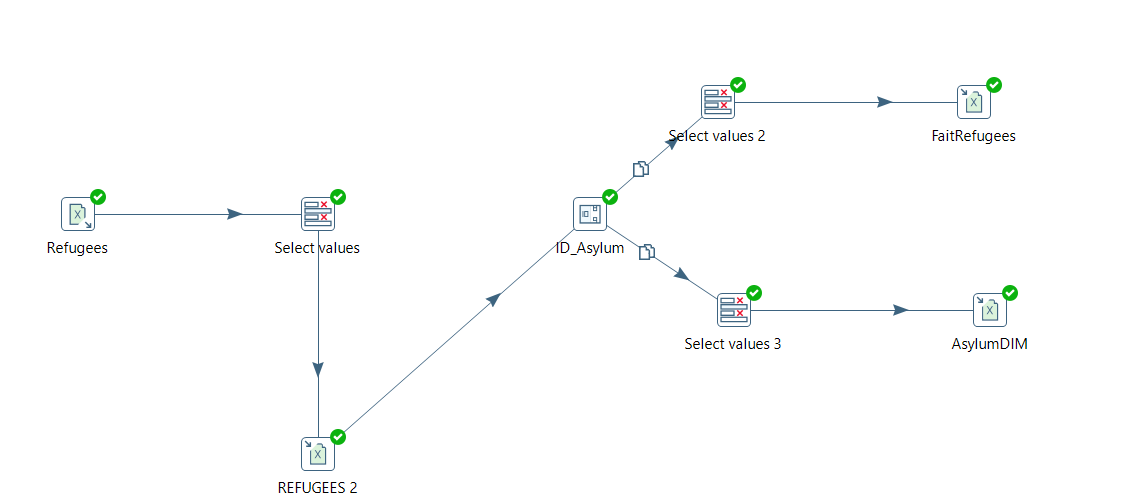 Select values 2
FaitRefugees
Refugees
Select values
ID_Asylum
Select values 3
AsylumDIM
REFUGEES 2